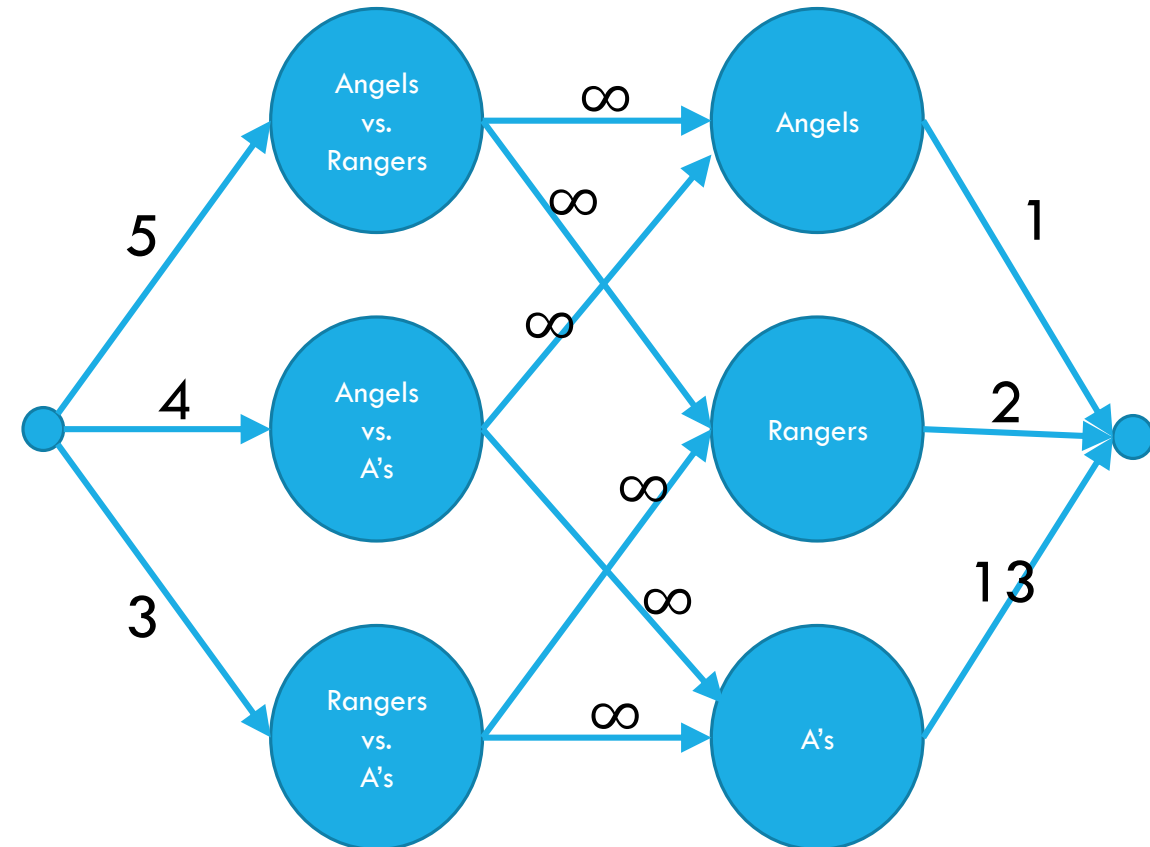 Angels
vs.
Rangers
∞
Angels
∞
5
1
∞
4
Angels
vs.
A's
2
Rangers
∞
∞
13
3
Rangers
vs.
A's
∞
A's